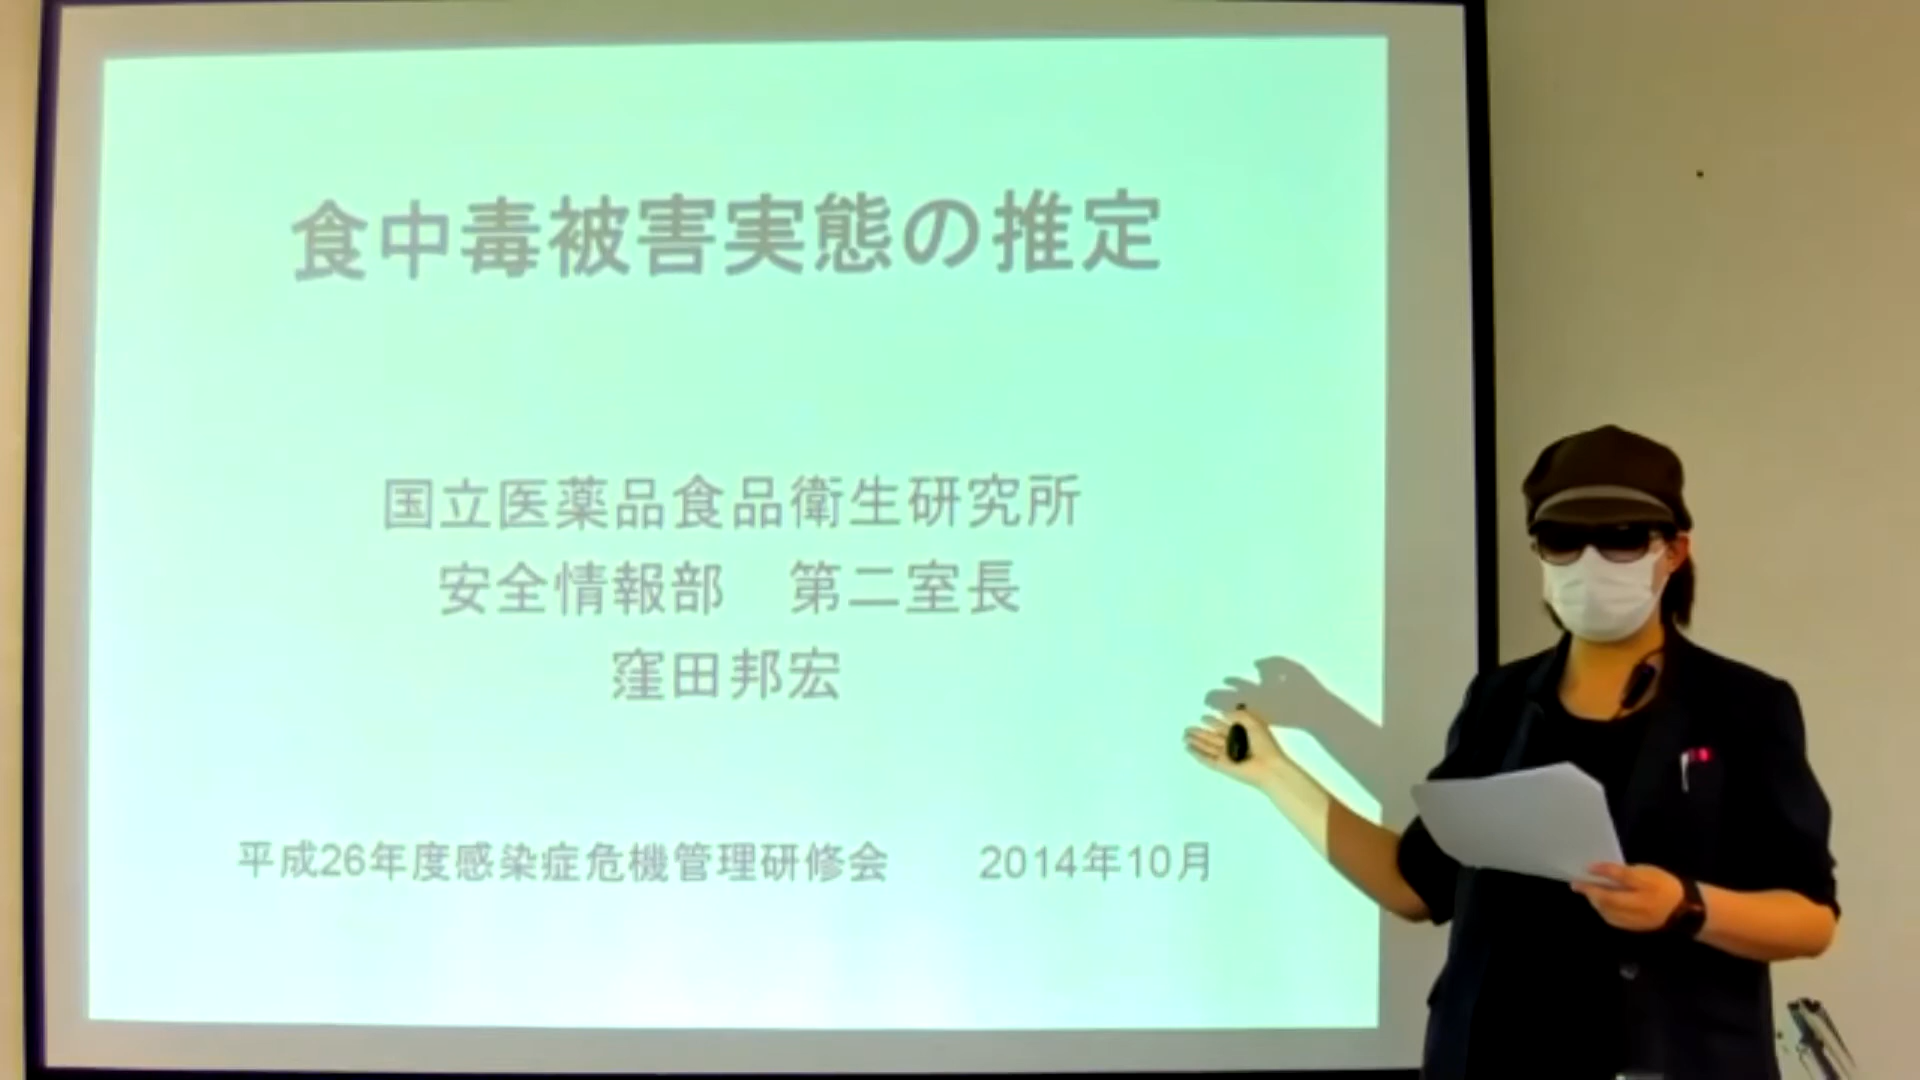 食中毒被害実態の推定
国立医薬品食品衛生研究所
安全情報部　第二室長
窪田邦宏
平成26年度感染症危機管理研修会　2014年10月